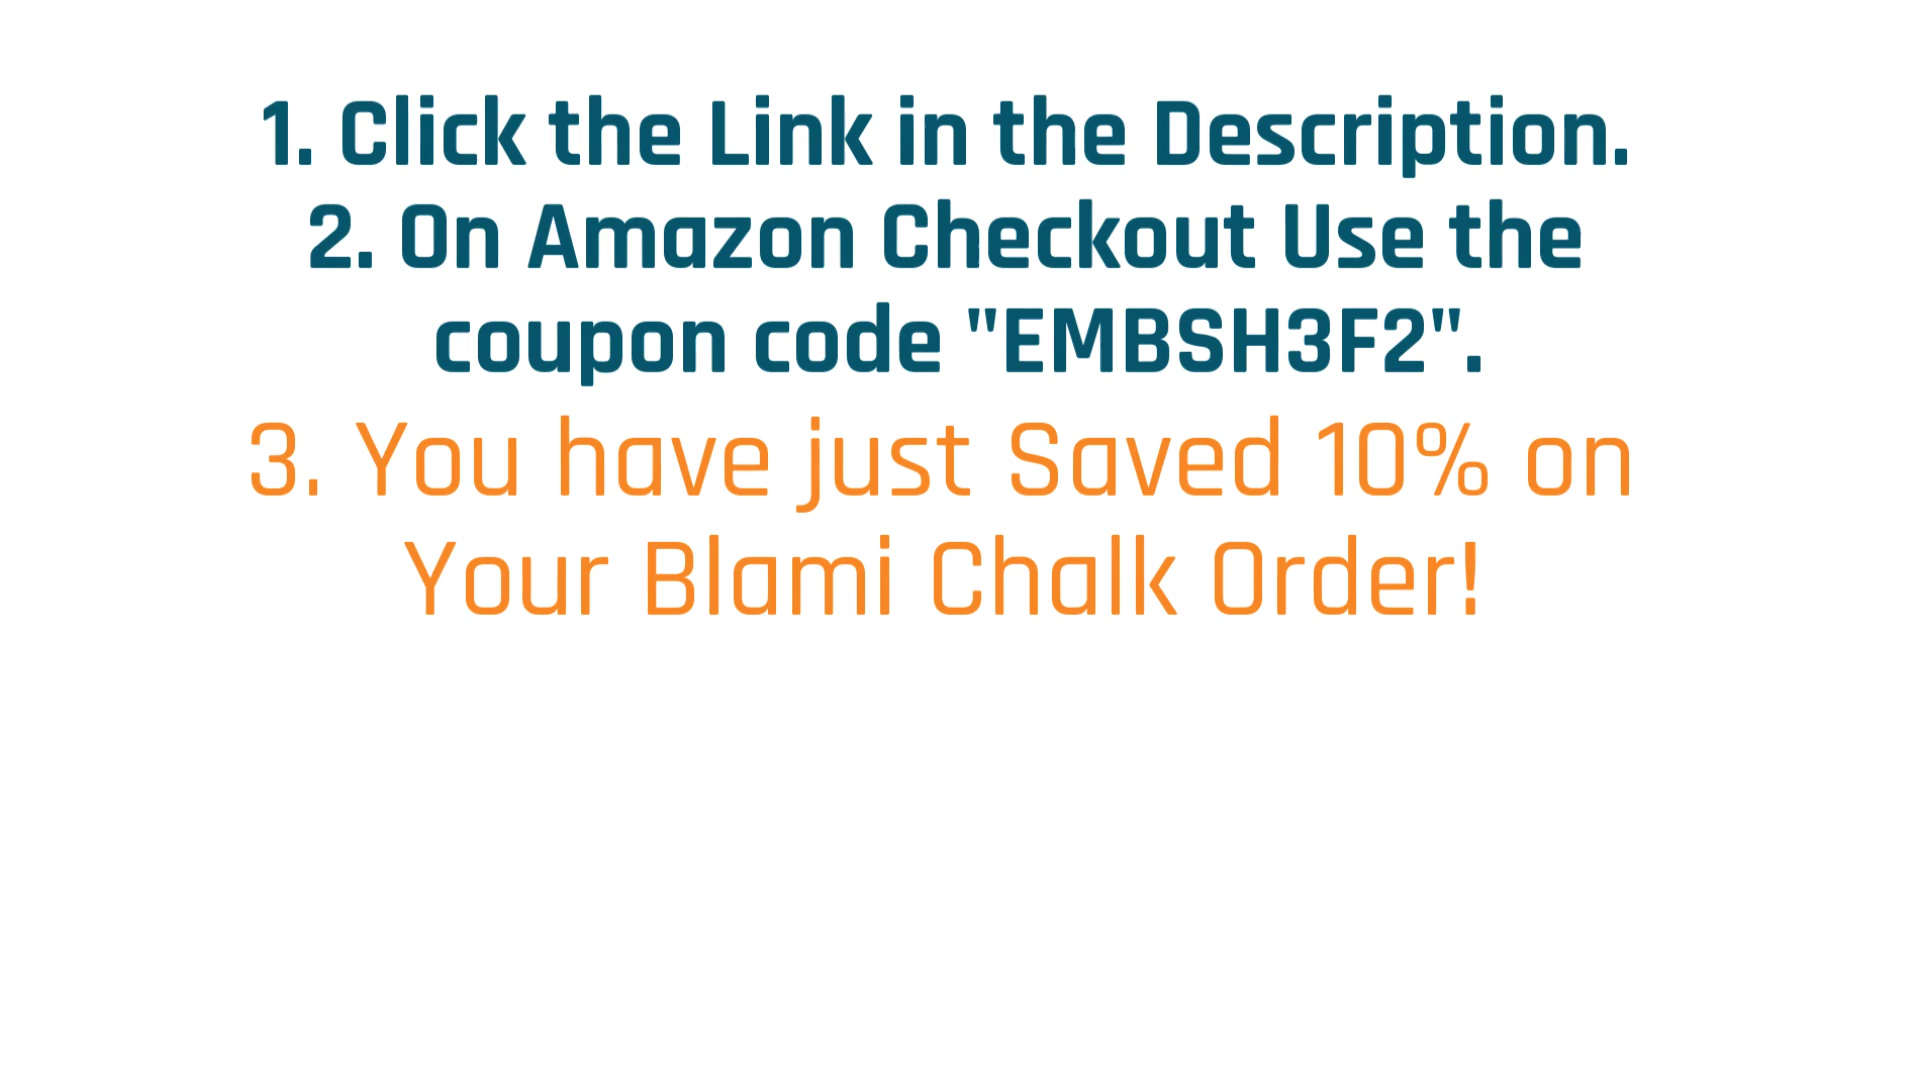 1. Click the Link in the Description.
2. On Amazon Checkout Use the
coupon code "EMBSH3F2".
3. You have just Saved 10% on
Your Blami Chalk Order!